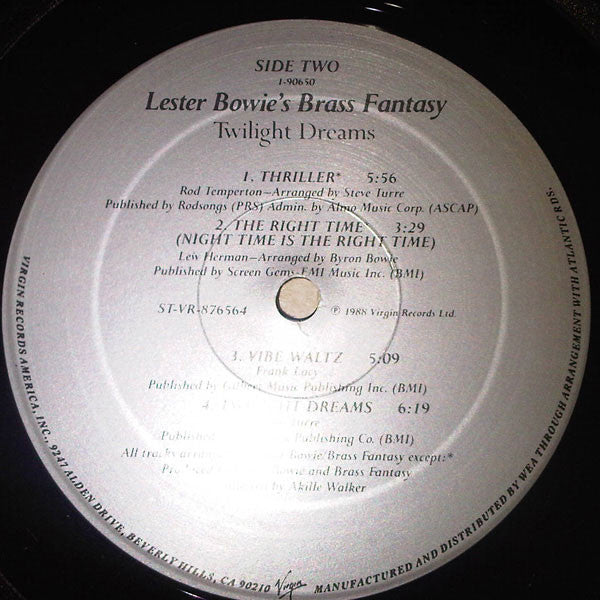 SIDE TWO
1-90650
Lester Bowie's Brass Fantasy
Twilight Dreams
1. THRILLER* 5:56
Rod Temperton—Arranged by Steve Turre
Published by Rodsongs (PRS) Admin. by Almo Music Corp. (ASCAP)
2. THE RIGHT TIME 3:29
(NIGHT TIME IS THE RIGHT TIME)
Lew Herman—Arranged by Byron Bowie
Published by Screen Gems-EMI Music Inc. (BMI)
ST-VR-876564
℗ 1988 Virgin Records Ltd.
3. VIBE WALTZ 5:09
Frank Lacy
Published by Music Publishing Inc. (BMI)
4. DREAMS 6:19
Turre
Published Publishing Co. (BMI)
All tracks Bowie/Brass Fantasy except:*
Bowie and Brass Fantasy
by Akille Walker
VIRGIN RECORDS AMERICA, INC., 9247 ALDEN DRIVE, BEVERLY HILLS, CA 90210 Virgin MANUFACTURED AND DISTRIBUTED BY WEA THROUGH ARRANGEMENT WITH ATLANTIC RDS.